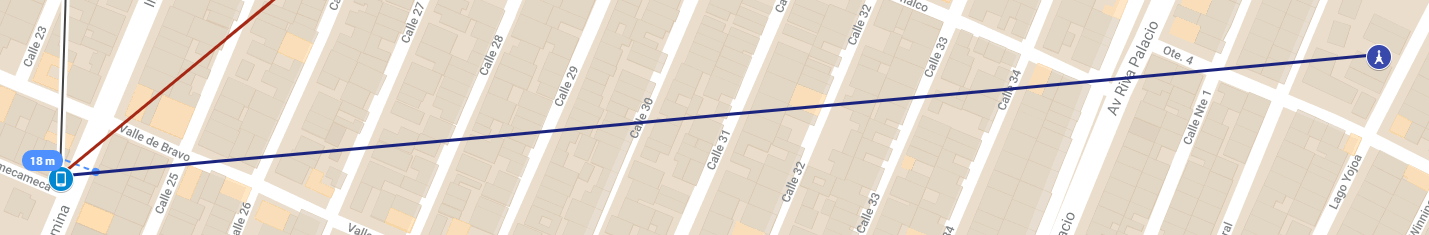 Calle 23
Calle 27
Calle 28
Calle 29
Calle 30
Calle 31
Calle 32
Calle 32
Calle 33
Calle 33
Calle 34
Av Riva Palacio
Ote. 4
Calle Nte 1
Lago Yojoa
Valle de Bravo
18 m
Calle 25